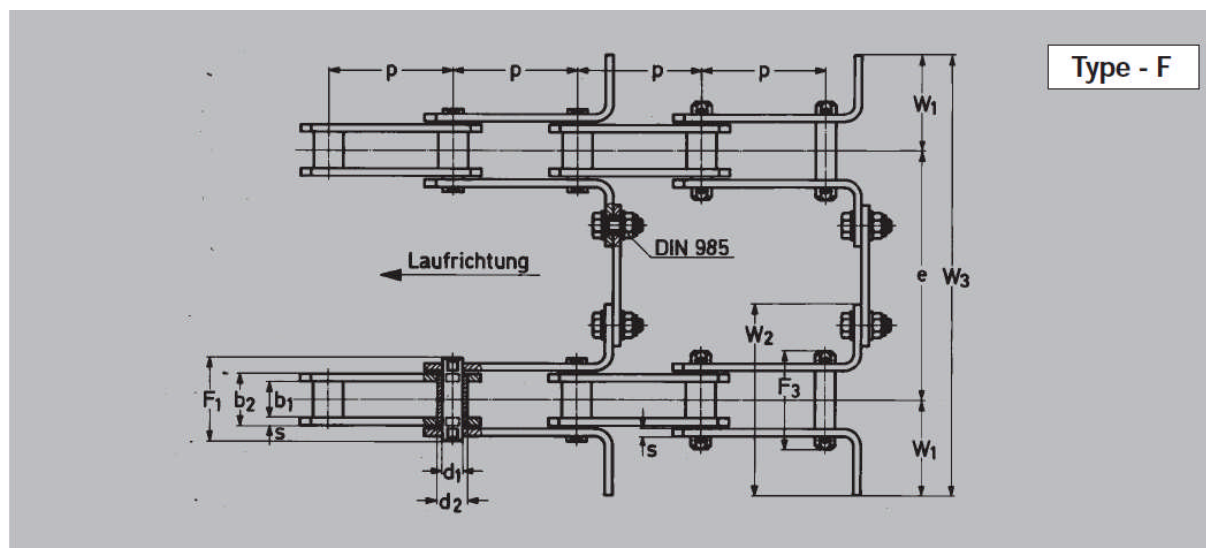 Type - F
p p p p
W1
e
W3
DIN 985
Laufrichtung
W2
F1 b2 b1
s
F3
s
W1
d1
d2